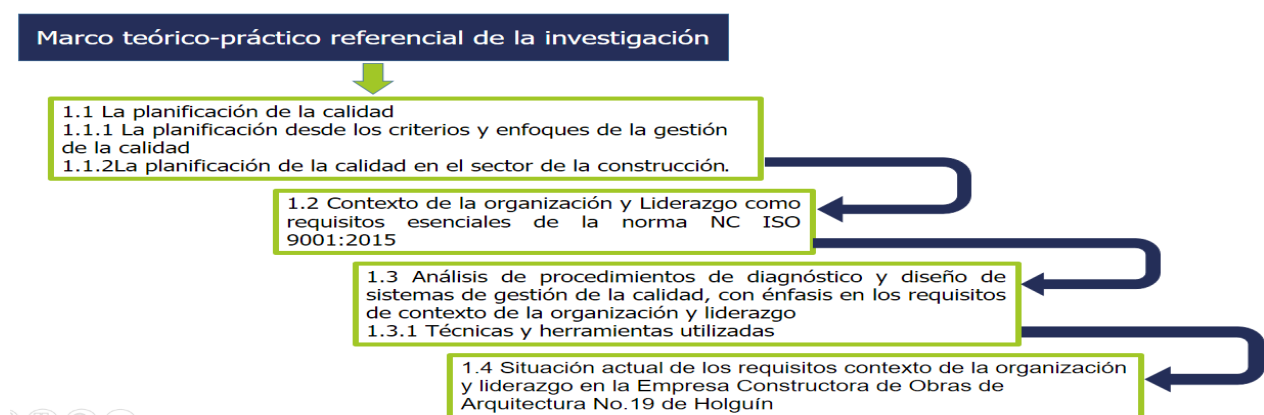 Marco teórico-práctico referencial de la investigación
1.1 La planificación de la calidad
1.1.1 La planificación desde los criterios y enfoques de la gestión
de la calidad
1.1.2La planificación de la calidad en el sector de la construcción.
1.2 Contexto de la organización y Liderazgo como
requisitos esenciales de la norma NC ISO
9001:2015
1.3 Análisis de procedimientos de diagnóstico y diseño de
sistemas de gestión de la calidad, con énfasis en los requisitos
de contexto de la organización y liderazgo
1.3.1 Técnicas y herramientas utilizadas
1.4 Situación actual de los requisitos contexto de la organización
y liderazgo en la Empresa Constructora de Obras de
Arquitectura No.19 de Holguín